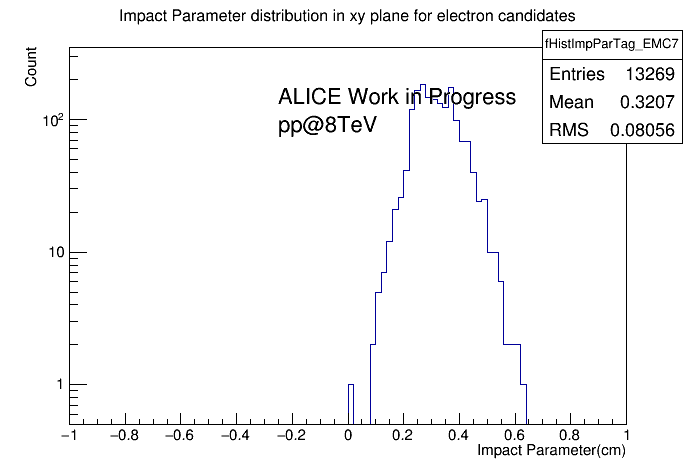 Impact Parameter distribution in xy plane for electron candidates
fHistImpParTag_EMC7
Entries 13269
Mean 0.3207
RMS 0.08056
Count
ALICE Work in Progress
pp@8TeV
10²
10
1
−1 −0.8 −0.6 −0.4 −0.2 0 0.2 0.4 0.6 0.8 1
Impact Parameter(cm)